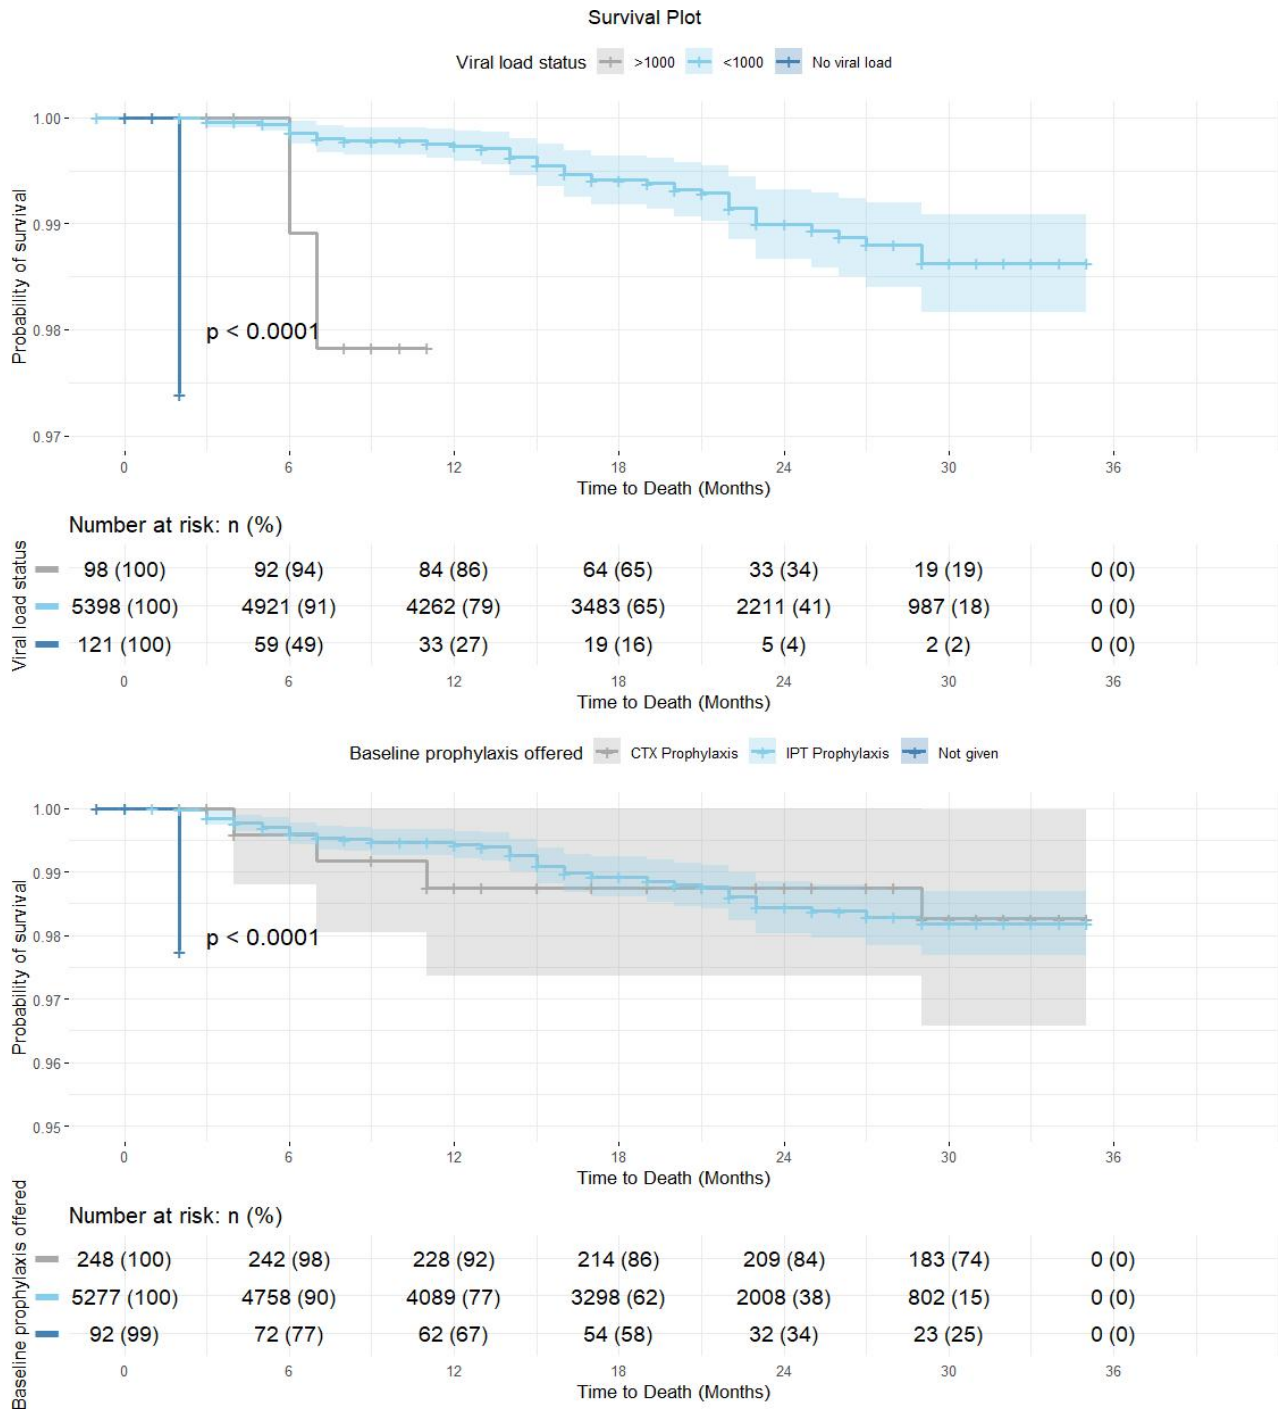 Survival Plot
Viral load status >1000 <1000 No viral load
Probability of survival
1.00
0.99
0.98
0.97
p < 0.0001
0 6 12 18 24 30 36
Time to Death (Months)
Number at risk: n (%)
Viral load status
98 (100) 92 (94) 84 (86) 64 (65) 33 (34) 19 (19) 0 (0)
5398 (100) 4921 (91) 4262 (79) 3483 (65) 2211 (41) 987 (18) 0 (0)
121 (100) 59 (49) 33 (27) 19 (16) 5 (4) 2 (2) 0 (0)
0 6 12 18 24 30 36
Time to Death (Months)
Baseline prophylaxis offered CTX Prophylaxis IPT Prophylaxis Not given
Probability of survival
1.00
0.99
0.98
0.97
0.96
0.95
p < 0.0001
0 6 12 18 24 30 36
Time to Death (Months)
Number at risk: n (%)
Baseline prophylaxis offered
248 (100) 242 (98) 228 (92) 214 (86) 209 (84) 183 (74) 0 (0)
5277 (100) 4758 (90) 4089 (77) 3298 (62) 2008 (38) 802 (15) 0 (0)
92 (99) 72 (77) 62 (67) 54 (58) 32 (34) 23 (25) 0 (0)
0 6 12 18 24 30 36
Time to Death (Months)